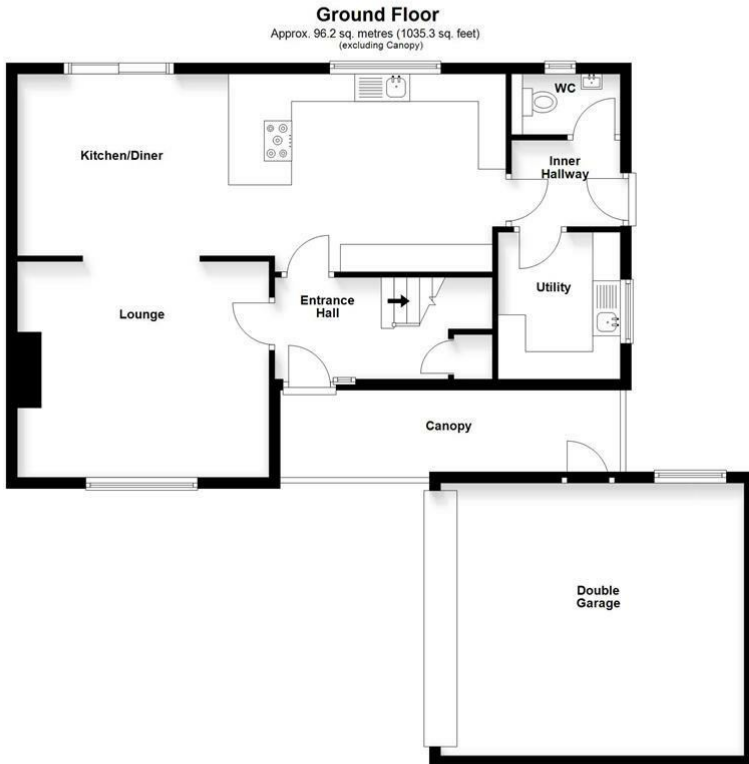 Ground Floor
Approx. 96.2 sq. metres (1035.3 sq. feet)
(excluding Canopy)
WC
Kitchen/Diner
Inner
Hallway
Utility
Entrance
Hall
Lounge
Canopy
Double
Garage